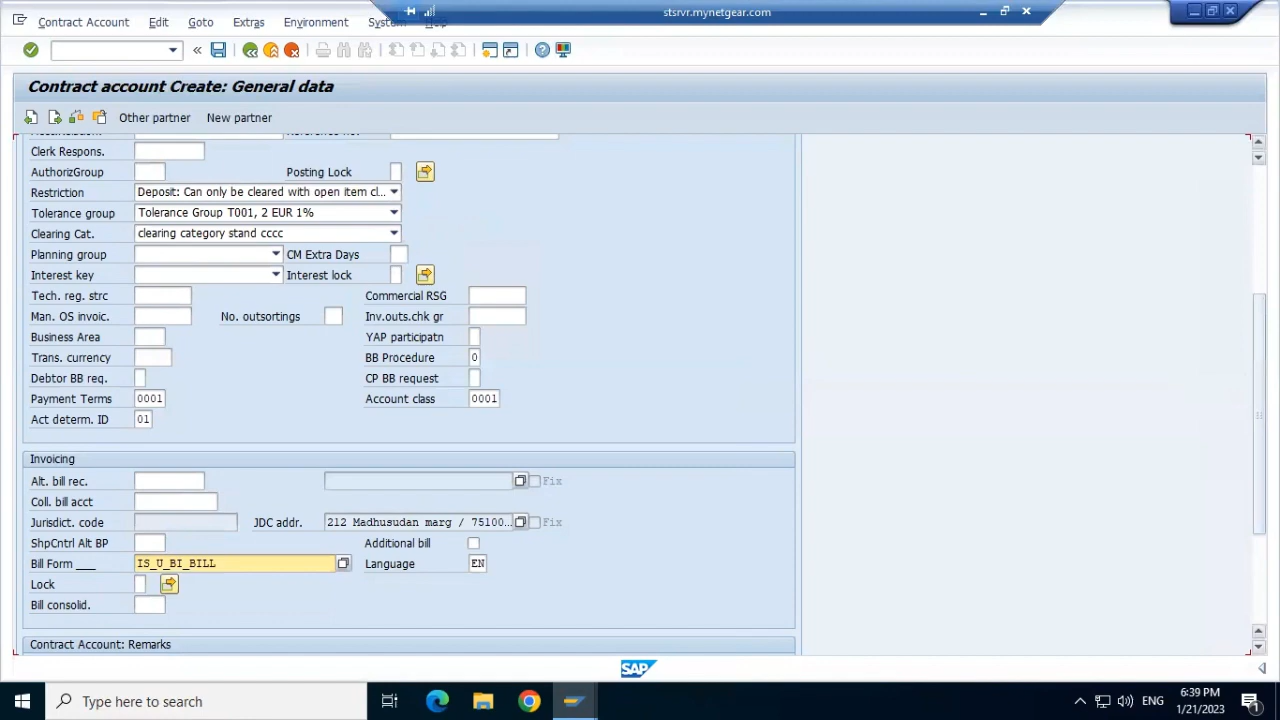 stsrvr.mynetgear.com
Contract Account Edit Goto Extras Environment System Help
Contract account Create: General data
Other partner New partner
Clerk Respons.
AuthorizGroup Posting Lock
Restriction Deposit: Can only be cleared with open item cl...
Tolerance group Tolerance Group T001, 2 EUR 1%
Clearing Cat. clearing category stand cccc
Planning group CM Extra Days
Interest key Interest lock
Tech. reg. strc Commercial RSG
Man. OS invoic. No. outsortings Inv.outs.chk gr
Business Area YAP participatn
Trans. currency BB Procedure 0
Debtor BB req. CP BB request
Payment Terms 0001 Account class 0001
Act determ. ID 01
Invoicing
Alt. bill rec. Fix
Coll. bill acct
Jurisdict. code JDC addr. 212 Madhusudan marg / 75100... Fix
ShpCntrl Alt BP Additional bill
Bill Form ___ IS_U_BI_BILL Language EN
Lock
Bill consolid.
Contract Account: Remarks
SAP
Type here to search
ENG
6:39 PM
1/21/2023
1